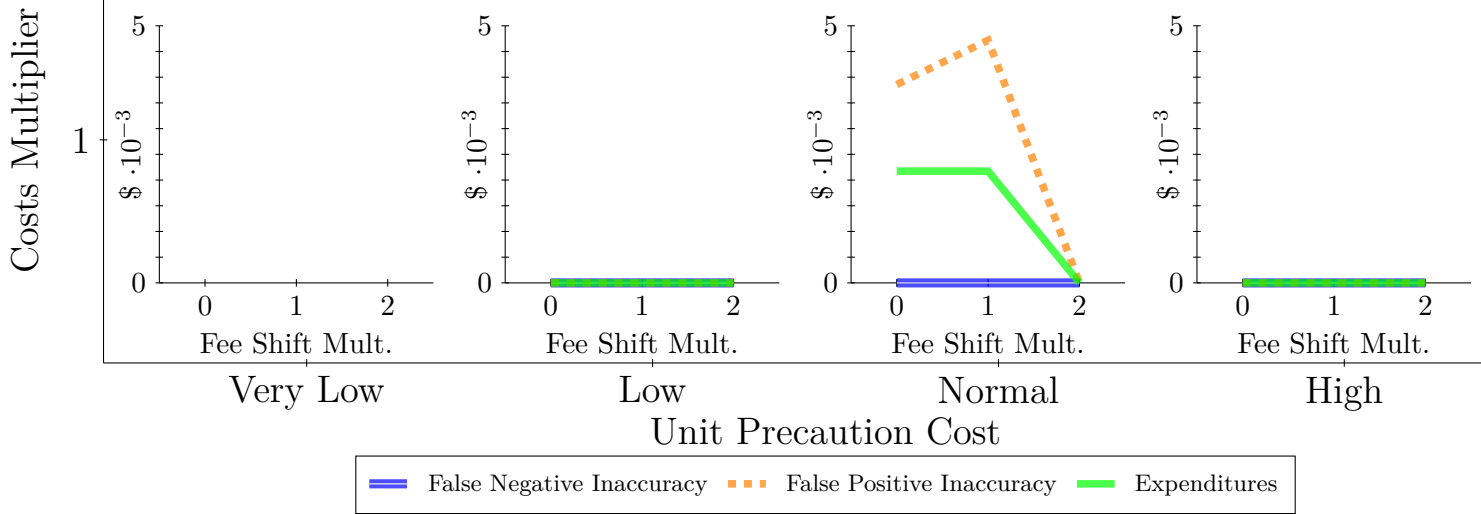 Costs Multiplier
1
5
$ ·10⁻³
0
0 1 2
Fee Shift Mult.
Very Low
5
$ ·10⁻³
0
0 1 2
Fee Shift Mult.
Low
5
$ ·10⁻³
0
0 1 2
Fee Shift Mult.
Normal
5
$ ·10⁻³
0
0 1 2
Fee Shift Mult.
High
Unit Precaution Cost
False Negative Inaccuracy False Positive Inaccuracy Expenditures